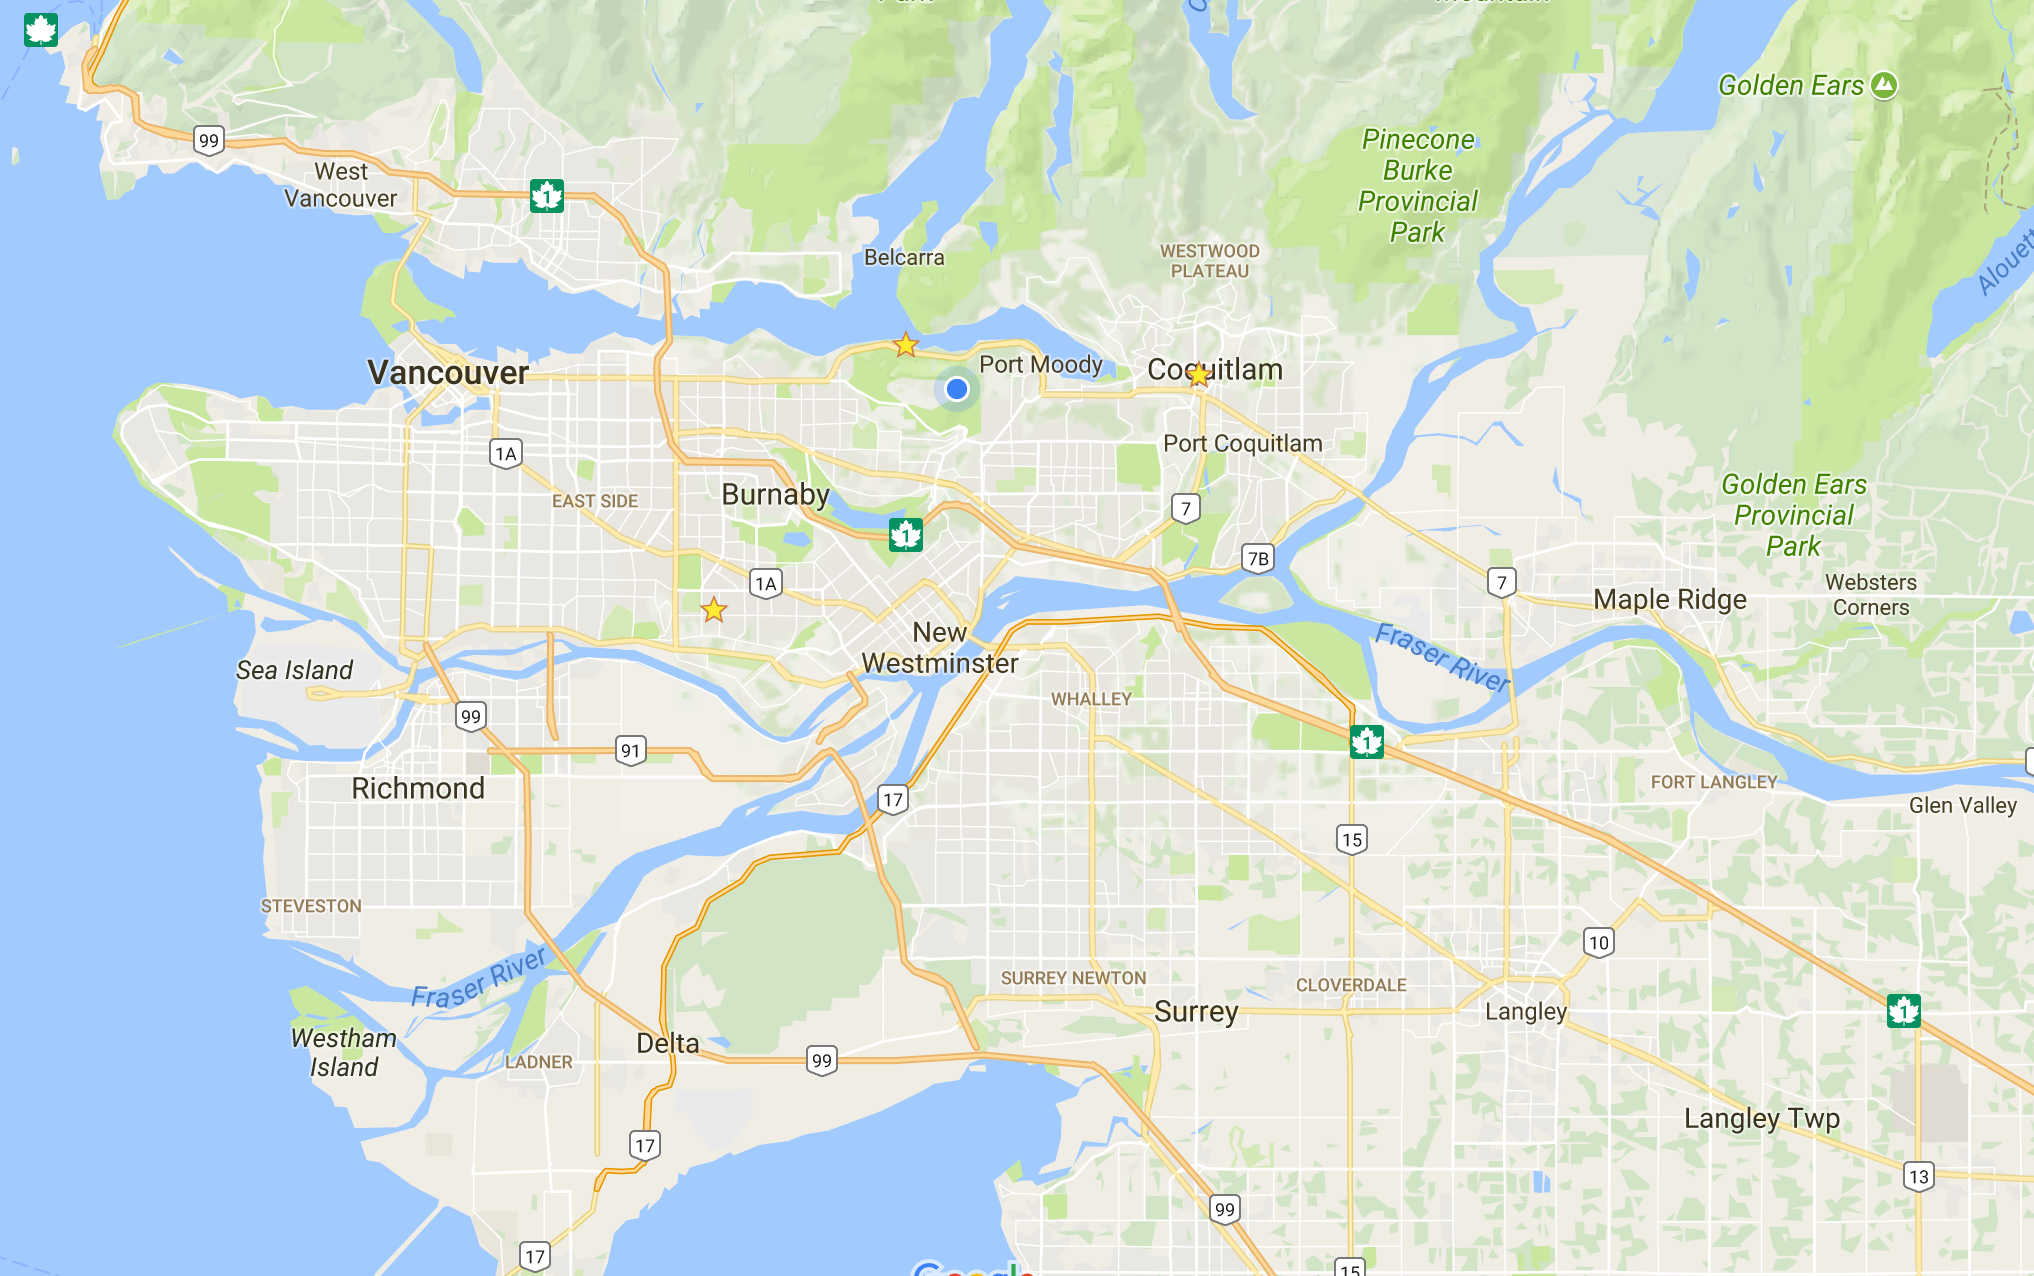 Mountain
Golden Ears
Pinecone
Burke
Provincial
Park
99
West
Vancouver
1
Belcarra
WESTWOOD
PLATEAU
Alouett
Vancouver
Port Moody
Coquitlam
Port Coquitlam
1A
EAST SIDE
Burnaby
7
1
7B
Golden Ears
Provincial
Park
1A
7
Maple Ridge
Websters
Corners
New
Westminster
Fraser River
Sea Island
WHALLEY
99
91
1
Richmond
17
FORT LANGLEY
Glen Valley
15
STEVESTON
10
Fraser River
SURREY NEWTON
CLOVERDALE
Surrey
Langley
1
Westham
Island
Delta
LADNER
99
Langley Twp
17
13
99
17
15
Google